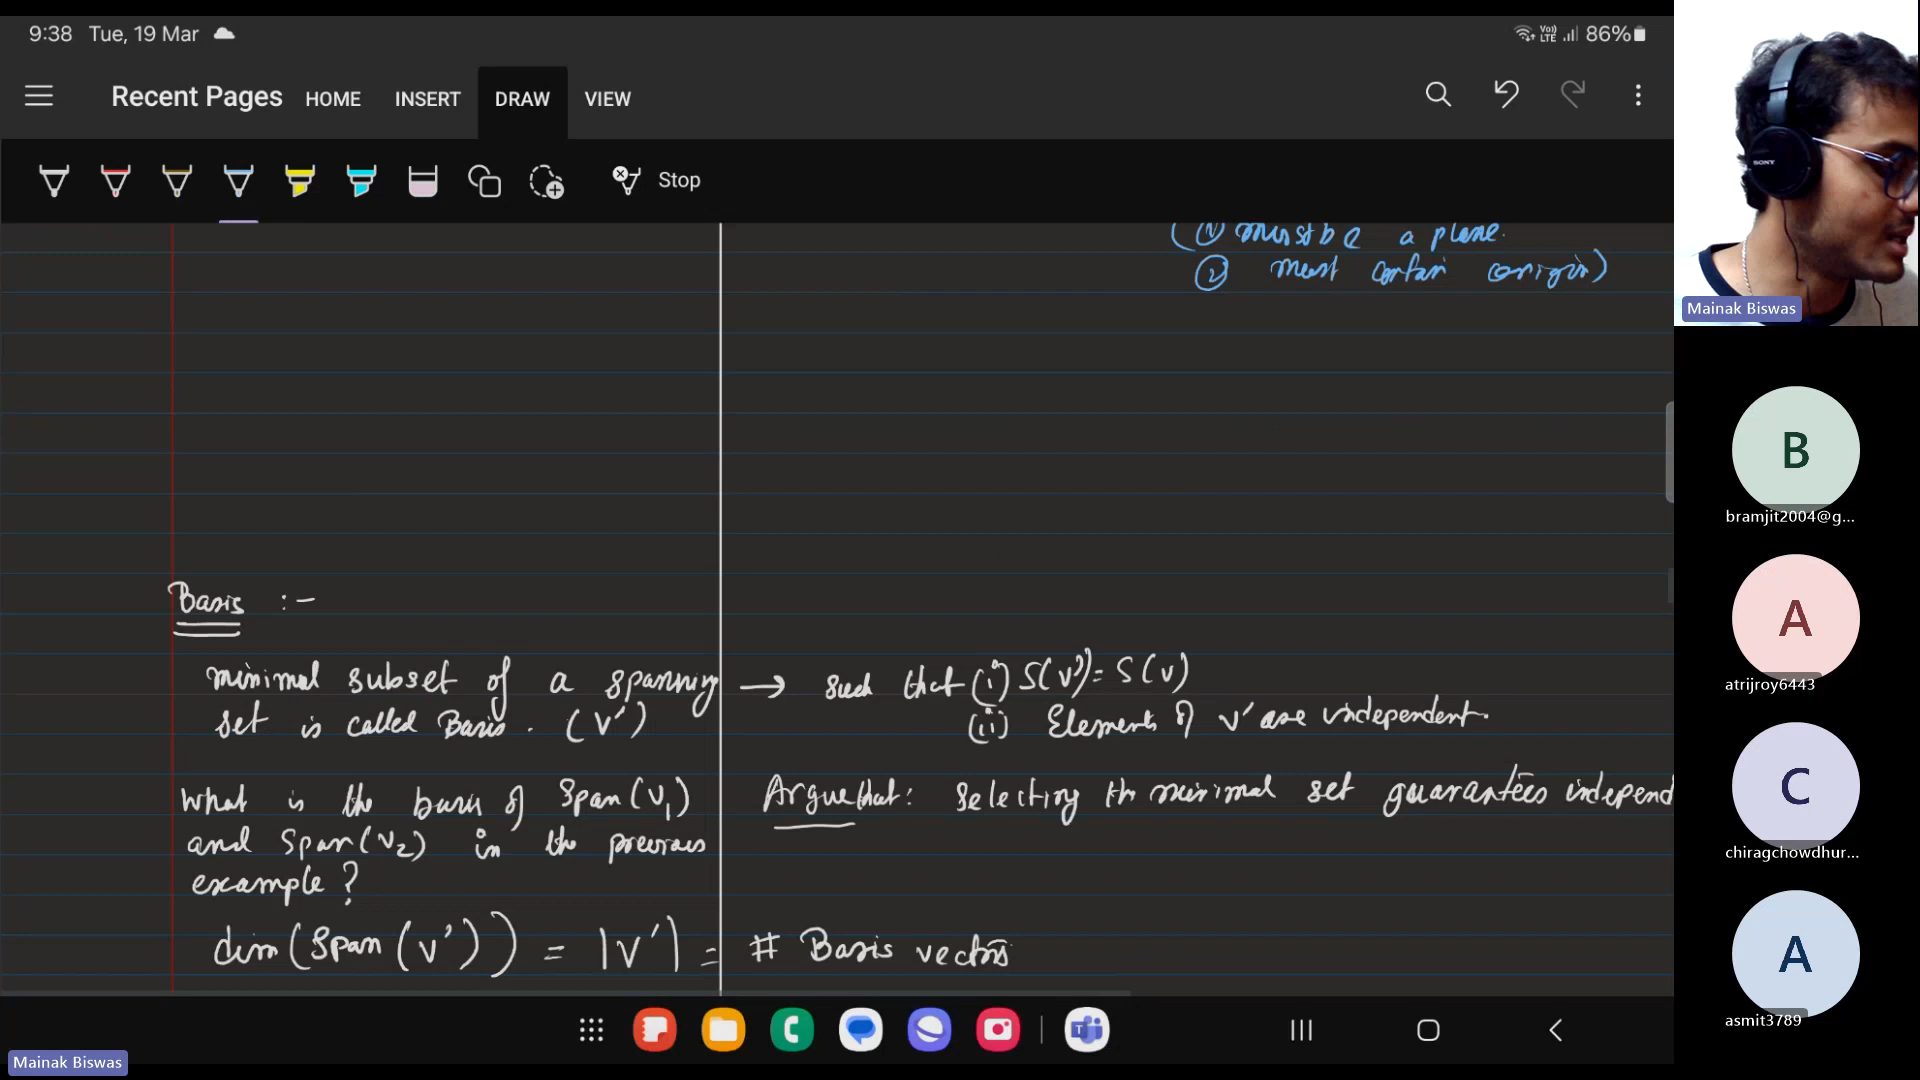 9:38 Tue, 19 Mar
Vo)) LTE 86%
Recent Pages HOME INSERT DRAW VIEW
Stop
(① must be a plane.
② must contain origin)
Basis :-
minimal subset of a spanning → such that (i) S(V') = S(V)
set is called Basis. (V') (ii) Elements of V' are independent.
What is the basis of Span(V₁) Argue that: Selecting the minimal set guarantees independ
and Span(V₂) in the previous
example?
dim(Span(V')) = |V'| = # Basis vectors
SONY
Mainak Biswas
B
bramjit2004@g...
A
atrijroy6443
C
chiragchowdhur...
A
asmit3789
Mainak Biswas